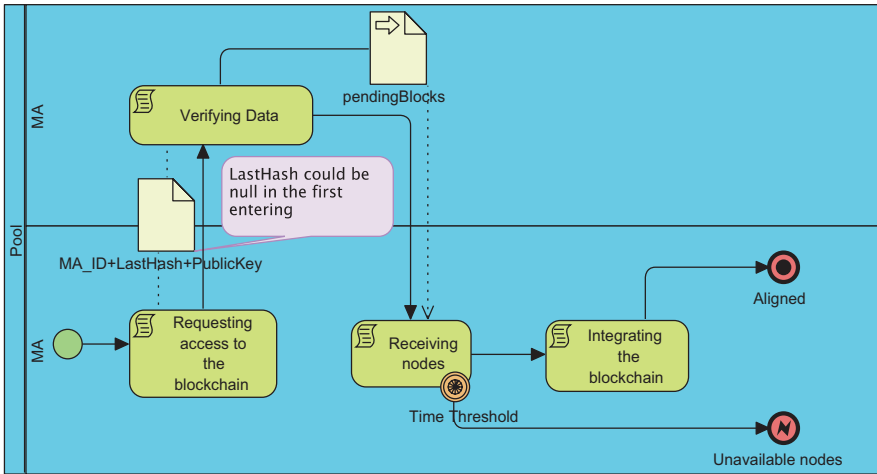 Pool
MA
pendingBlocks
Verifying Data
LastHash could be
null in the first
entering
MA_ID+LastHash+PublicKey
MA
Requesting
access to
the
blockchain
Receiving
nodes
Time Threshold
Integrating
the
blockchain
Aligned
Unavailable nodes